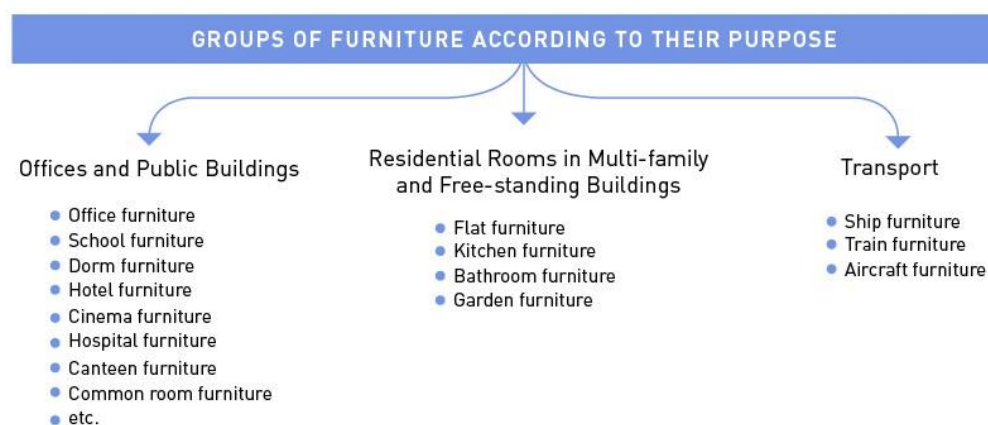 GROUPS OF FURNITURE ACCORDING TO THEIR PURPOSE
Offices and Public Buildings
Office furniture
School furniture
Dorm furniture
Hotel furniture
Cinema furniture
Hospital furniture
Canteen furniture
Common room furniture
etc.
Residential Rooms in Multi-family
and Free-standing Buildings
Flat furniture
Kitchen furniture
Bathroom furniture
Garden furniture
Transport
Ship furniture
Train furniture
Aircraft furniture